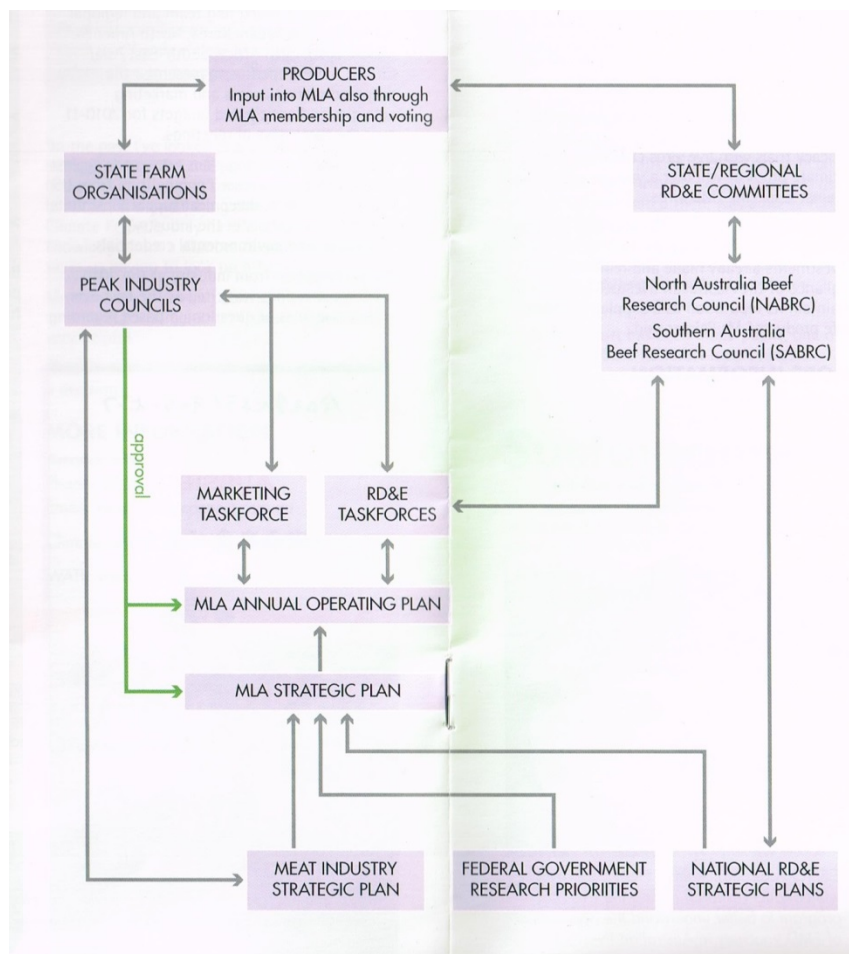 PRODUCERS
Input into MLA also through
MLA membership and voting
STATE FARM
ORGANISATIONS
STATE/REGIONAL
RD&E COMMITTEES
PEAK INDUSTRY
COUNCILS
North Australia Beef
Research Council (NABRC)
Southern Australia
Beef Research Council (SABRC)
approval
MARKETING
TASKFORCE
RD&E
TASKFORCES
MLA ANNUAL OPERATING PLAN
MLA STRATEGIC PLAN
MEAT INDUSTRY
STRATEGIC PLAN
FEDERAL GOVERNMENT
RESEARCH PRIORIITIES
NATIONAL RD&E
STRATEGIC PLANS